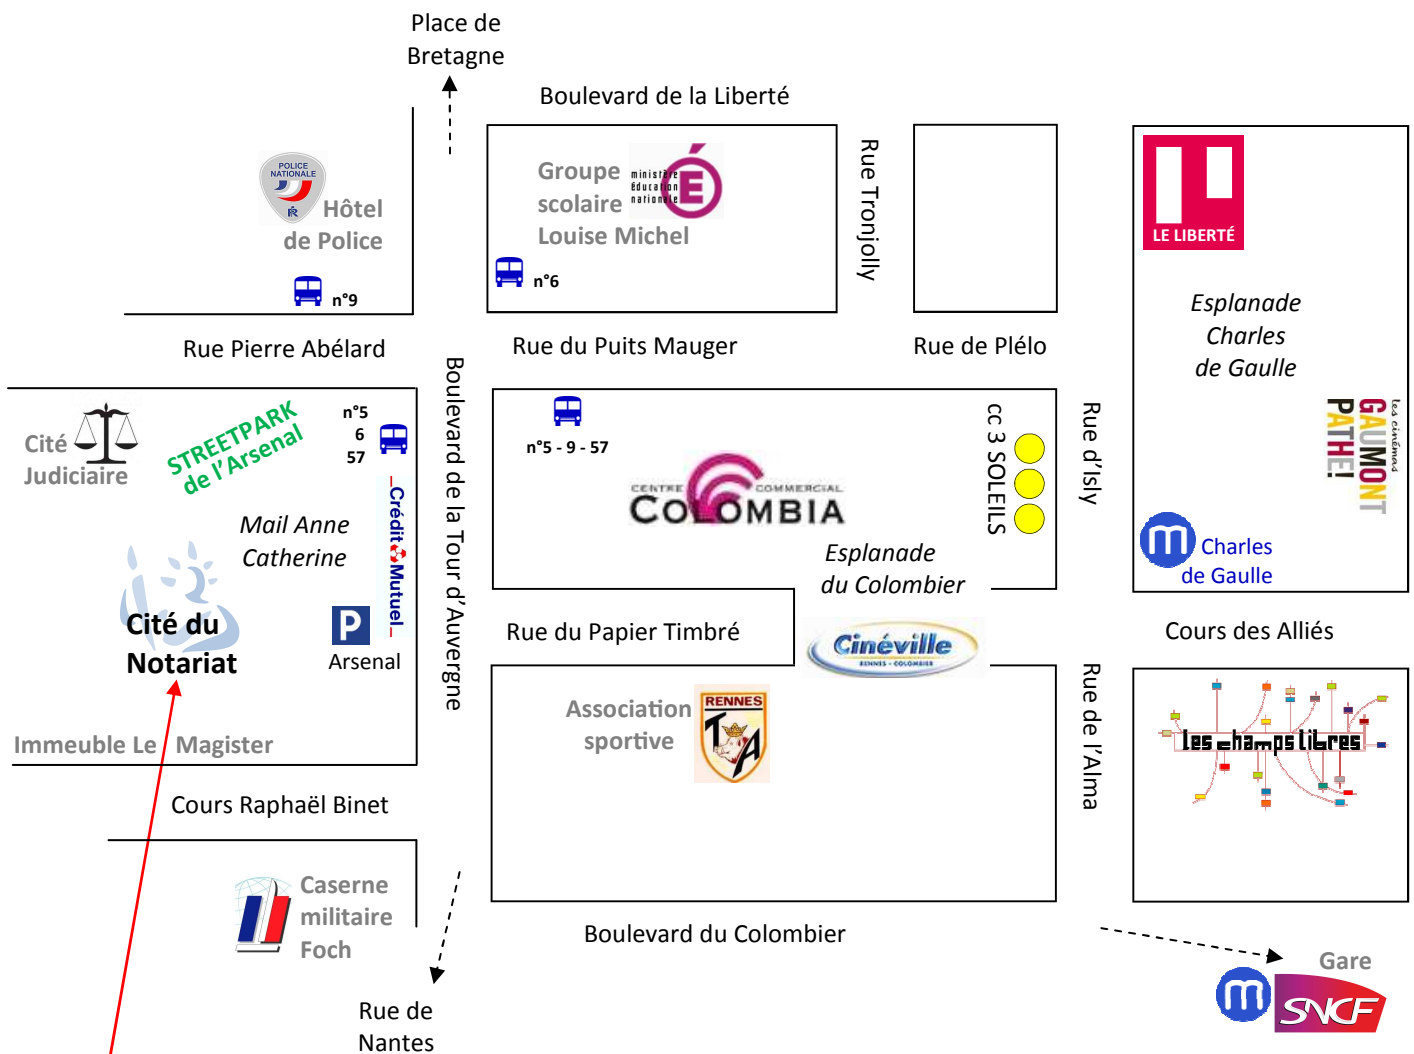 Place de
Bretagne
Boulevard de la Liberté
POLICE
NATIONALE
RF
Hôtel
de Police
n°9
Groupe
scolaire
Louise Michel
ministère
éducation
nationale
É
n°6
Rue Tronjolly
LE LIBERTÉ
Esplanade
Charles
de Gaulle
Rue Pierre Abélard
Rue du Puits Mauger
Rue de Plélo
Boulevard de la Tour d’Auvergne
Cité
Judiciaire
STREETPARK
de l’Arsenal
n°5
6
57
Crédit Mutuel
Mail Anne
Catherine
Cité du
Notariat
P
Arsenal
Immeuble Le Magister
n°5 - 9 - 57
CENTRE COMMERCIAL
COLOMBIA
cc 3 SOLEILS
Esplanade
du Colombier
Rue d’Isly
les cinémas
GAUMONT
PATHE!
m
Charles
de Gaulle
Rue du Papier Timbré
Cinéville
RENNES - COLOMBIER
Cours des Alliés
Association
sportive
RENNES
TA
Rue de l’Alma
les champs libres
Cours Raphaël Binet
Caserne
militaire
Foch
Boulevard du Colombier
Rue de
Nantes
Gare
m
SNCF